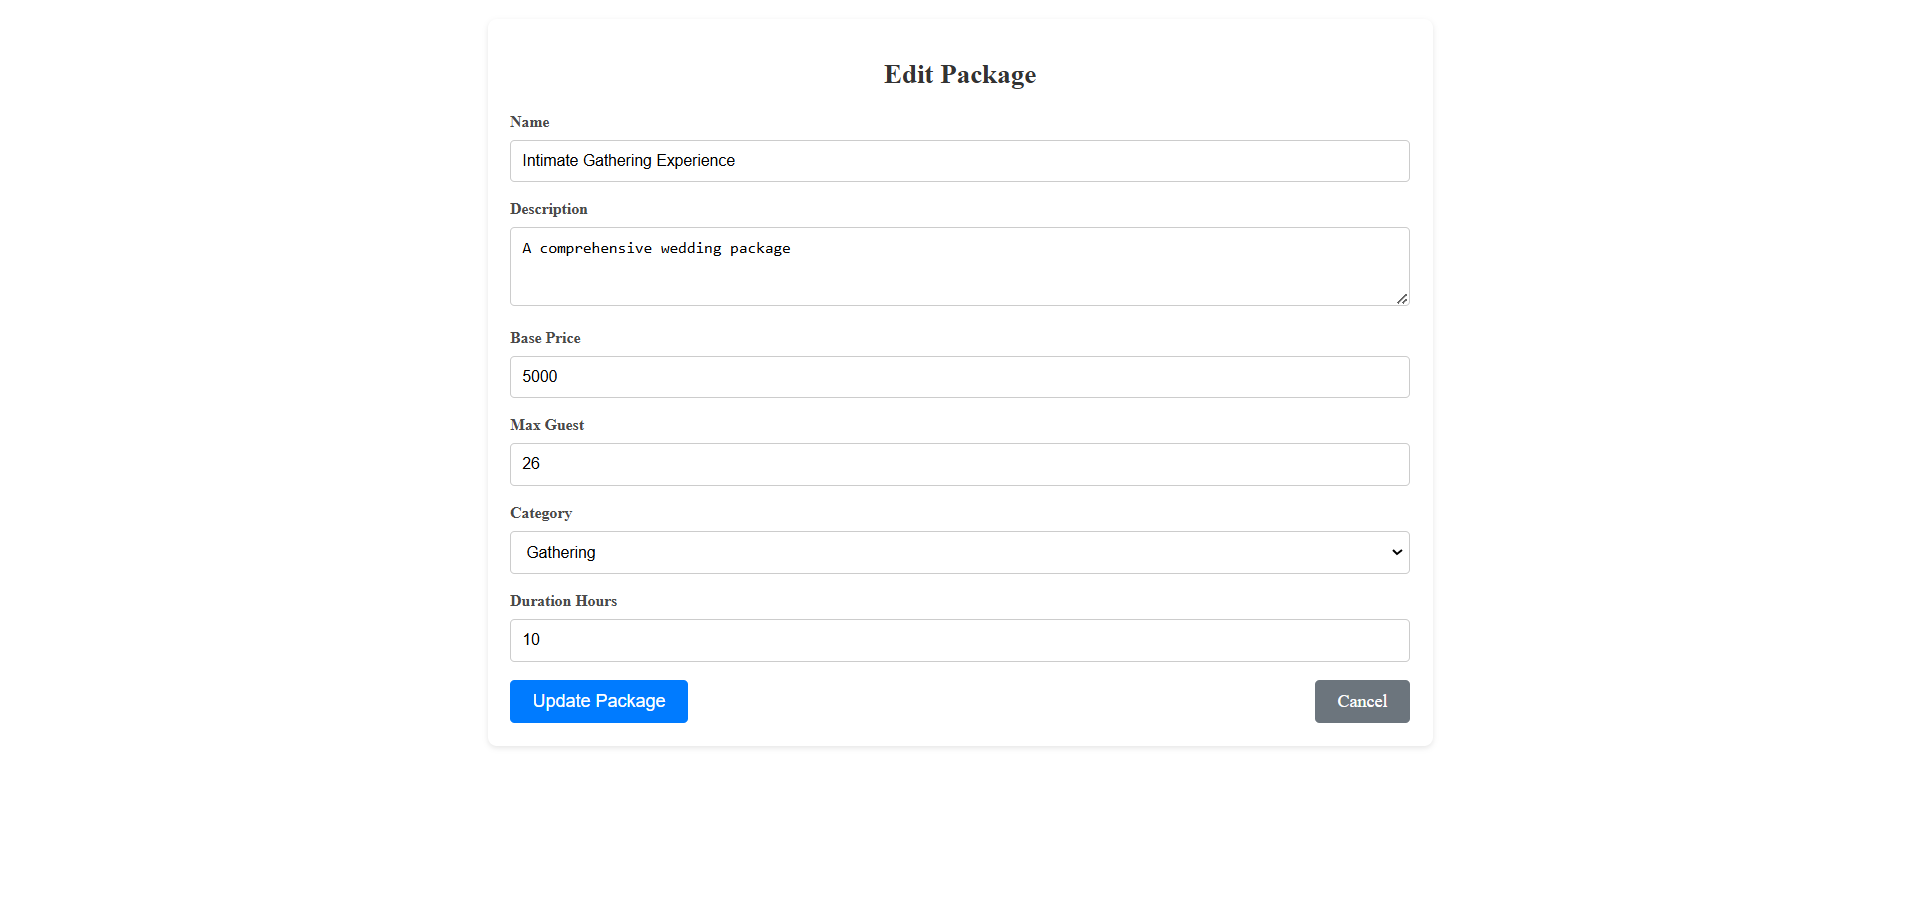 Edit Package
Name
Intimate Gathering Experience
Description
A comprehensive wedding package
Base Price
5000
Max Guest
26
Category
Gathering
Duration Hours
10
Update Package
Cancel